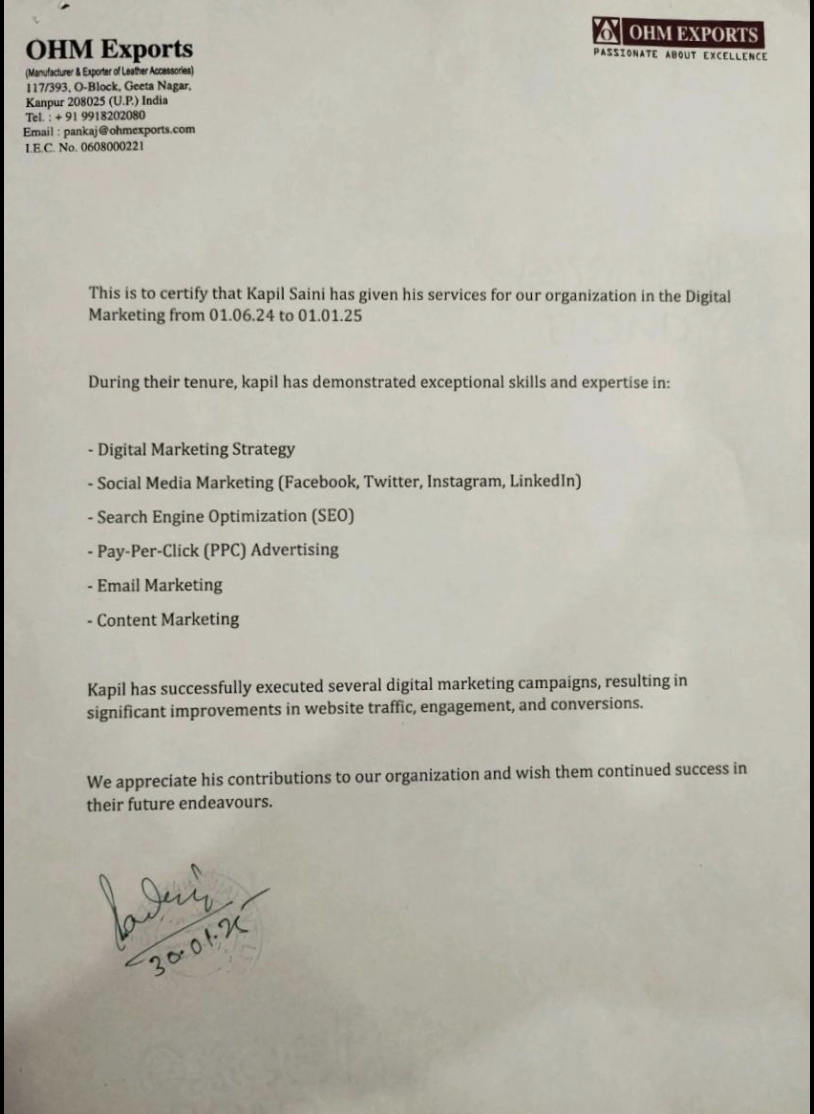 OHM Exports
(Manufacturer & Exporter of Leather Accessories)
117/393, O-Block, Geeta Nagar,
Kanpur 208025 (U.P.) India
Tel. : + 91 9918202080
Email : pankaj@ohmexports.com
I.E.C. No. 0608000221
OHM EXPORTS
PASSIONATE ABOUT EXCELLENCE
This is to certify that Kapil Saini has given his services for our organization in the Digital
Marketing from 01.06.24 to 01.01.25
During their tenure, kapil has demonstrated exceptional skills and expertise in:
- Digital Marketing Strategy
- Social Media Marketing (Facebook, Twitter, Instagram, LinkedIn)
- Search Engine Optimization (SEO)
- Pay-Per-Click (PPC) Advertising
- Email Marketing
- Content Marketing
Kapil has successfully executed several digital marketing campaigns, resulting in
significant improvements in website traffic, engagement, and conversions.
We appreciate his contributions to our organization and wish them continued success in
their future endeavours.